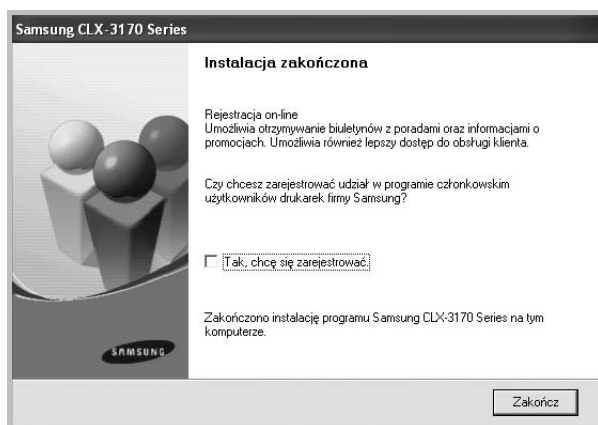 Samsung CLX-3170 Series
Instalacja zakończona
Rejestracja on-line
Umożliwia otrzymywanie biuletynów z poradami oraz informacjami o
promocjach. Umożliwia również lepszy dostęp do obsługi klienta.
Czy chcesz zarejestrować udział w programie członkowskim
użytkowników drukarek firmy Samsung?
Tak, chcę się zarejestrować.
Zakończono instalację programu Samsung CLX-3170 Series na tym
komputerze.
SAMSUNG
Zakończ